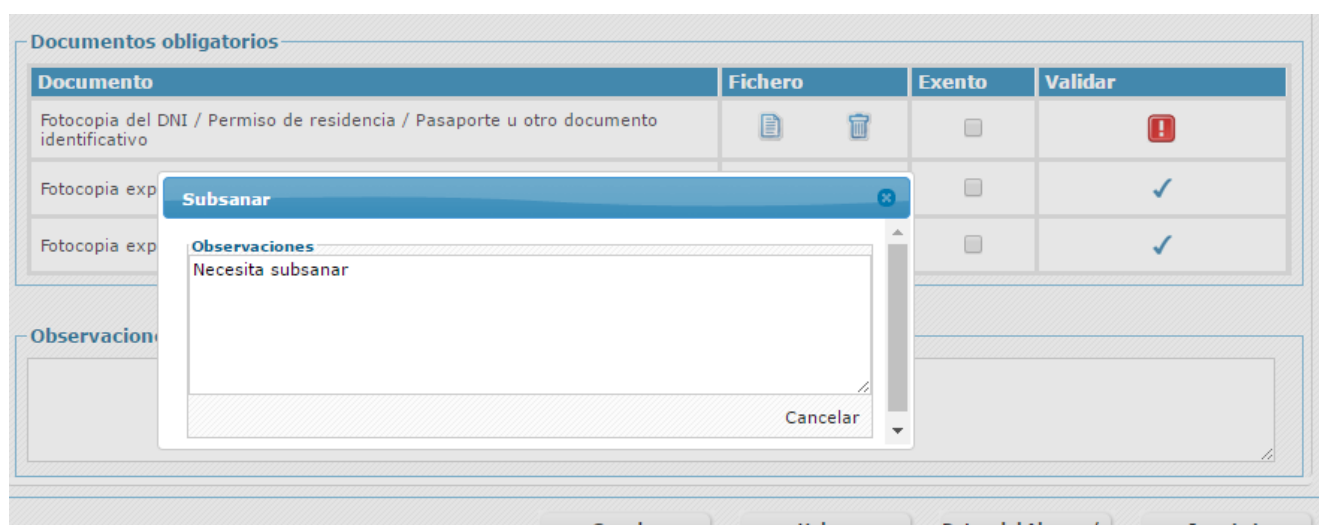 Documentos obligatorios
Documento Fichero Exento Validar
Fotocopia del DNI / Permiso de residencia / Pasaporte u otro documento
identificativo
Fotocopia exp
Subsanar
Fotocopia exp
Observaciones
Necesita subsanar
Cancelar
Observacion